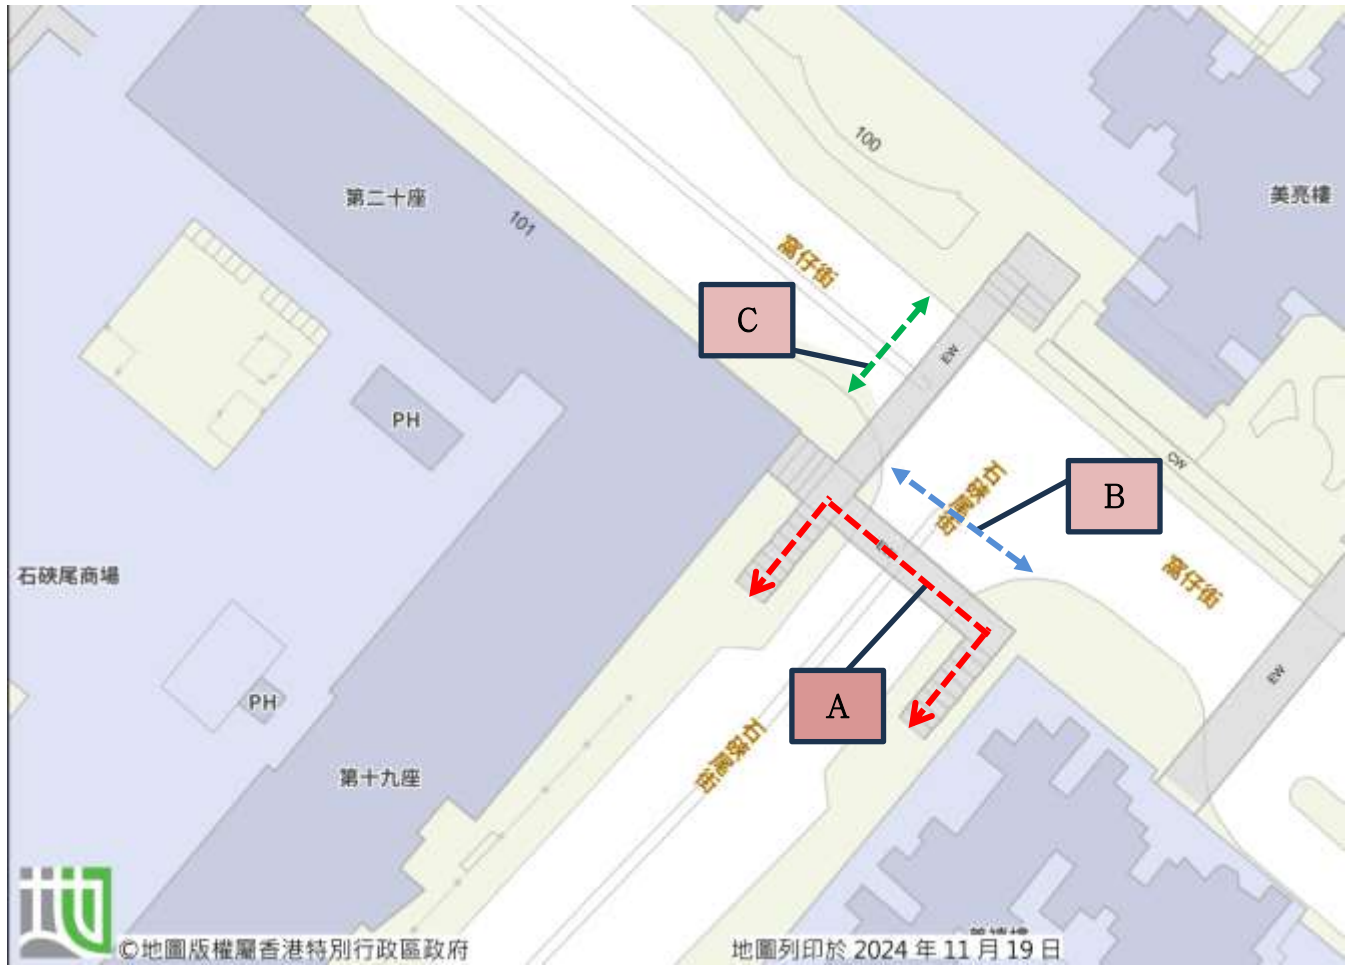 100
美亮樓
第二十座
101
窩仔街
C
EW
PH
石硤尾街
B
CW
石硤尾商場
窩仔街
EW
A
PH
石硤尾街
第十九座
©地圖版權屬香港特別行政區政府
地圖列印於 2024 年 11 月 19 日